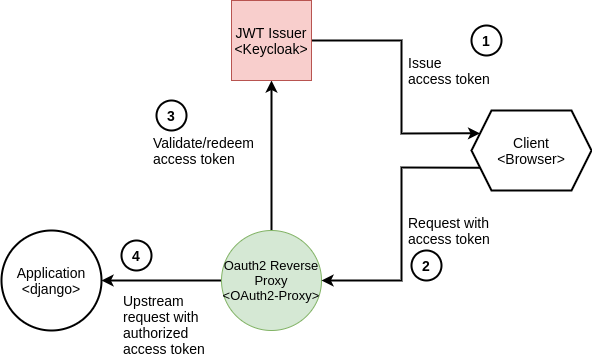 JWT Issuer
<Keycloak>
1
Issue
access token
3
Validate/redeem
access token
Client
<Browser>
Request with
access token
2
4
Application
<django>
Oauth2 Reverse
Proxy
<OAuth2-Proxy>
Upstream
request with
authorized
access token